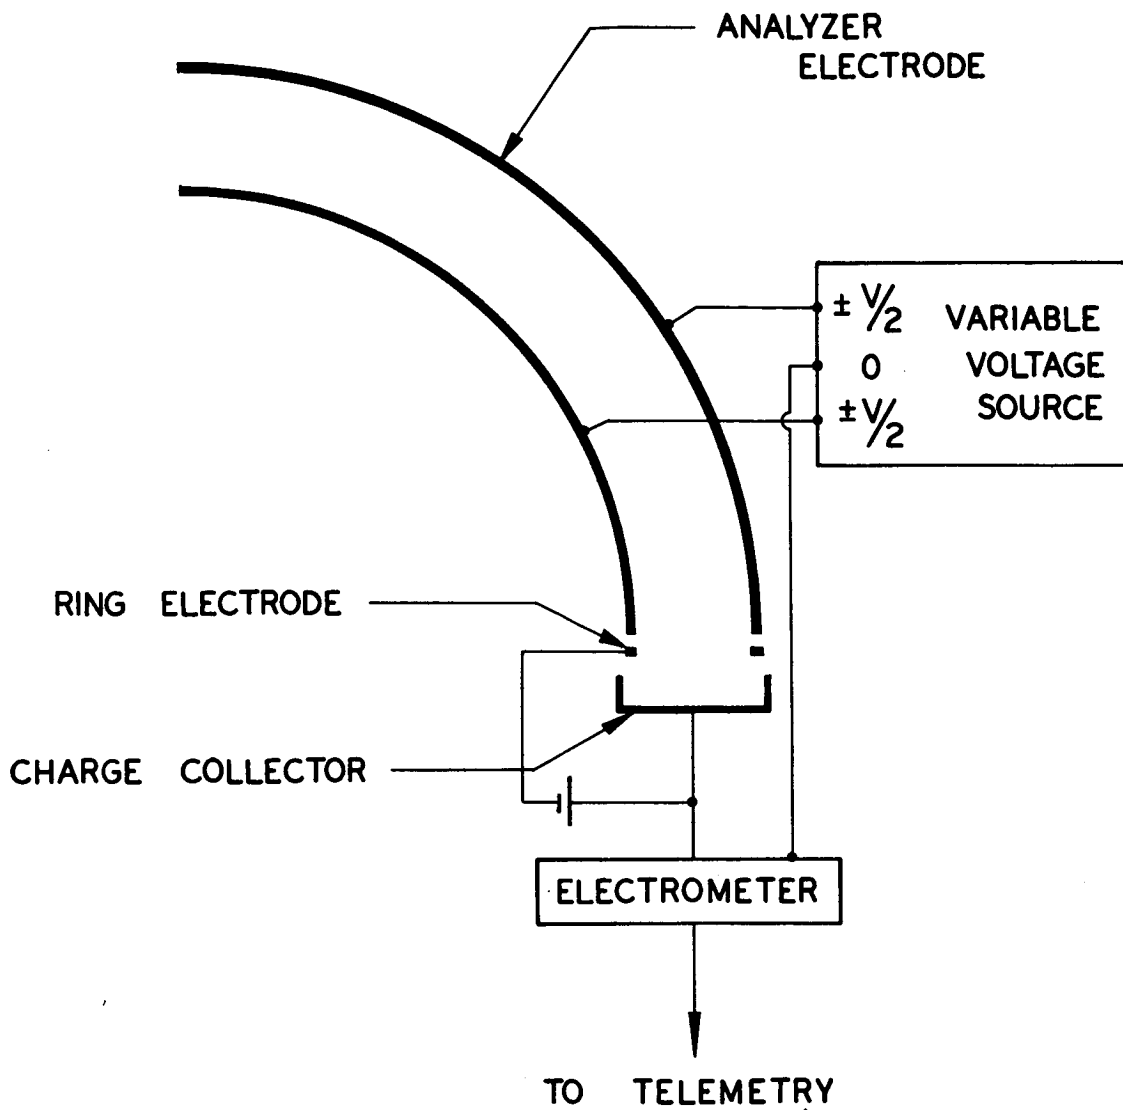 ANALYZER
ELECTRODE
± V/2 VARIABLE
0 VOLTAGE
± V/2 SOURCE
RING ELECTRODE
CHARGE COLLECTOR
ELECTROMETER
TO TELEMETRY